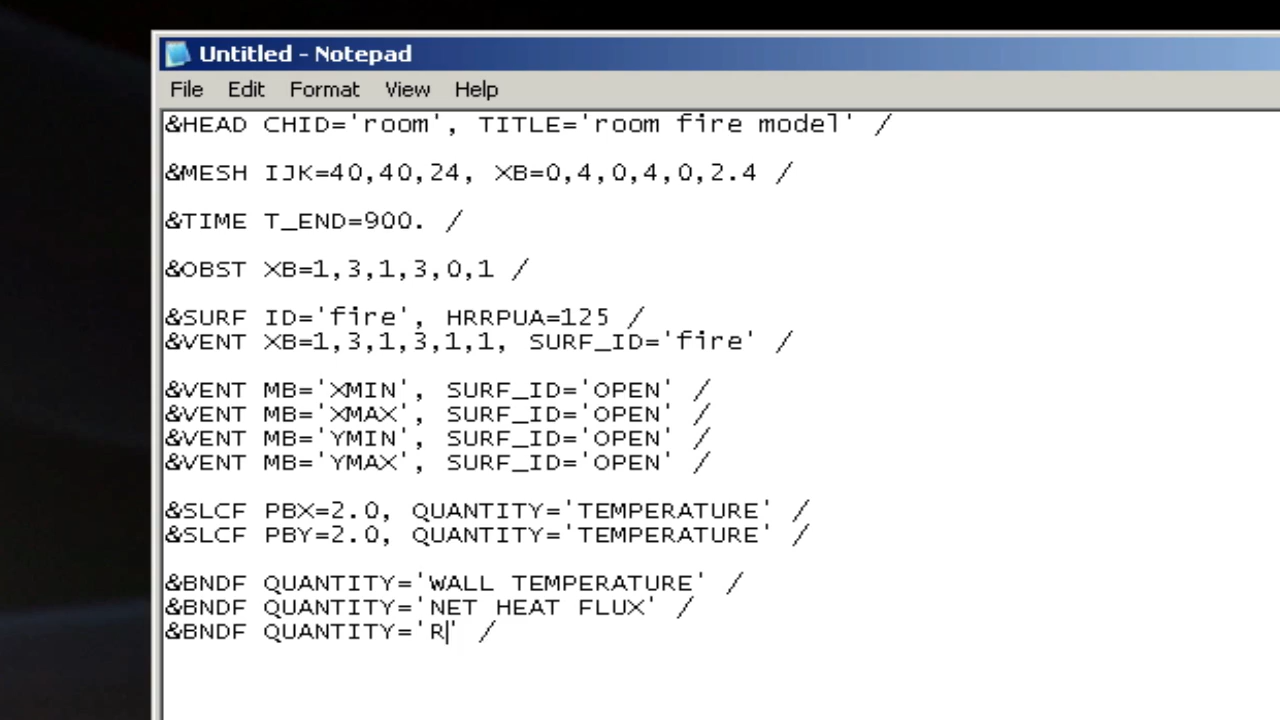 Untitled - Notepad
File Edit Format View Help
&HEAD CHID='room', TITLE='room fire model' /
&MESH IJK=40,40,24, XB=0,4,0,4,0,2.4 /
&TIME T_END=900. /
&OBST XB=1,3,1,3,0,1 /
&SURF ID='fire', HRRPUA=125 /
&VENT XB=1,3,1,3,1,1, SURF_ID='fire' /
&VENT MB='XMIN', SURF_ID='OPEN' /
&VENT MB='XMAX', SURF_ID='OPEN' /
&VENT MB='YMIN', SURF_ID='OPEN' /
&VENT MB='YMAX', SURF_ID='OPEN' /
&SLCF PBX=2.0, QUANTITY='TEMPERATURE' /
&SLCF PBY=2.0, QUANTITY='TEMPERATURE' /
&BNDF QUANTITY='WALL TEMPERATURE' /
&BNDF QUANTITY='NET HEAT FLUX' /
&BNDF QUANTITY='R' /